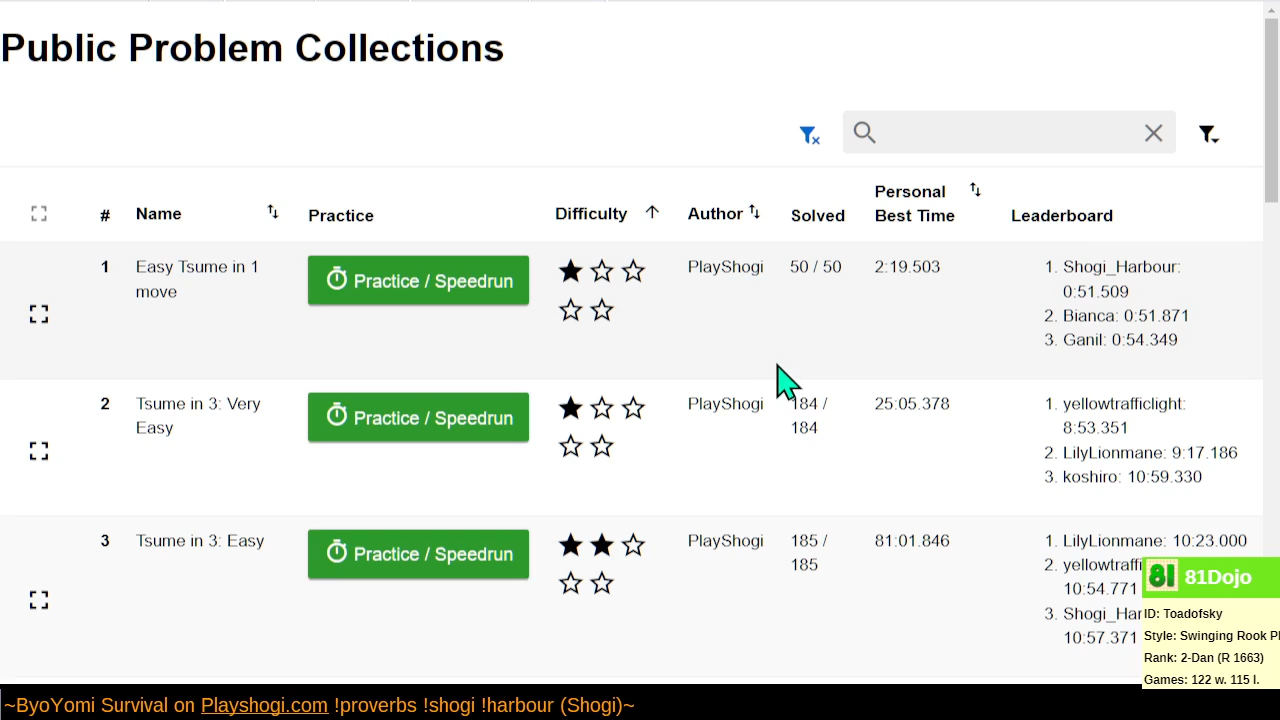 Public Problem Collections
# Name Practice Difficulty Author Solved Personal Best Time Leaderboard
1 Easy Tsume in 1 move Practice / Speedrun PlayShogi 50 / 50 2:19.503
1. Shogi_Harbour: 0:51.509
2. Bianca: 0:51.871
3. Ganil: 0:54.349
2 Tsume in 3: Very Easy Practice / Speedrun PlayShogi 184 / 184 25:05.378
1. yellowtrafficlight: 8:53.351
2. LilyLionmane: 9:17.186
3. koshiro: 10:59.330
3 Tsume in 3: Easy Practice / Speedrun PlayShogi 185 / 185 81:01.846
1. LilyLionmane: 10:23.000
2. yellowtraffi 10:54.771
3. Shogi_Har 10:57.371
81 81Dojo
ID: Toadofsky
Style: Swinging Rook Pl
Rank: 2-Dan (R 1663)
Games: 122 w. 115 l.
~ByoYomi Survival on Playshogi.com !proverbs !shogi !harbour (Shogi)~